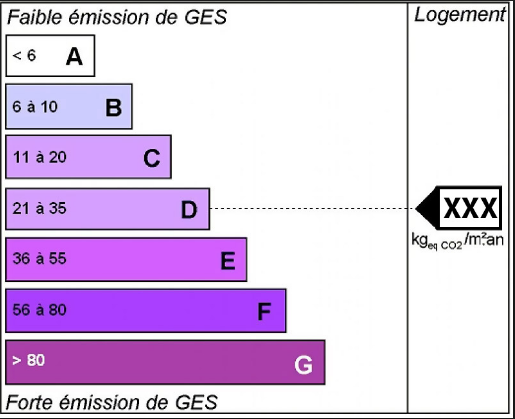 Faible émission de GES
Logement
< 6 A
6 à 10 B
11 à 20 C
21 à 35 D
XXX
kgeq CO2 /m².an
36 à 55 E
56 à 80 F
> 80 G
Forte émission de GES